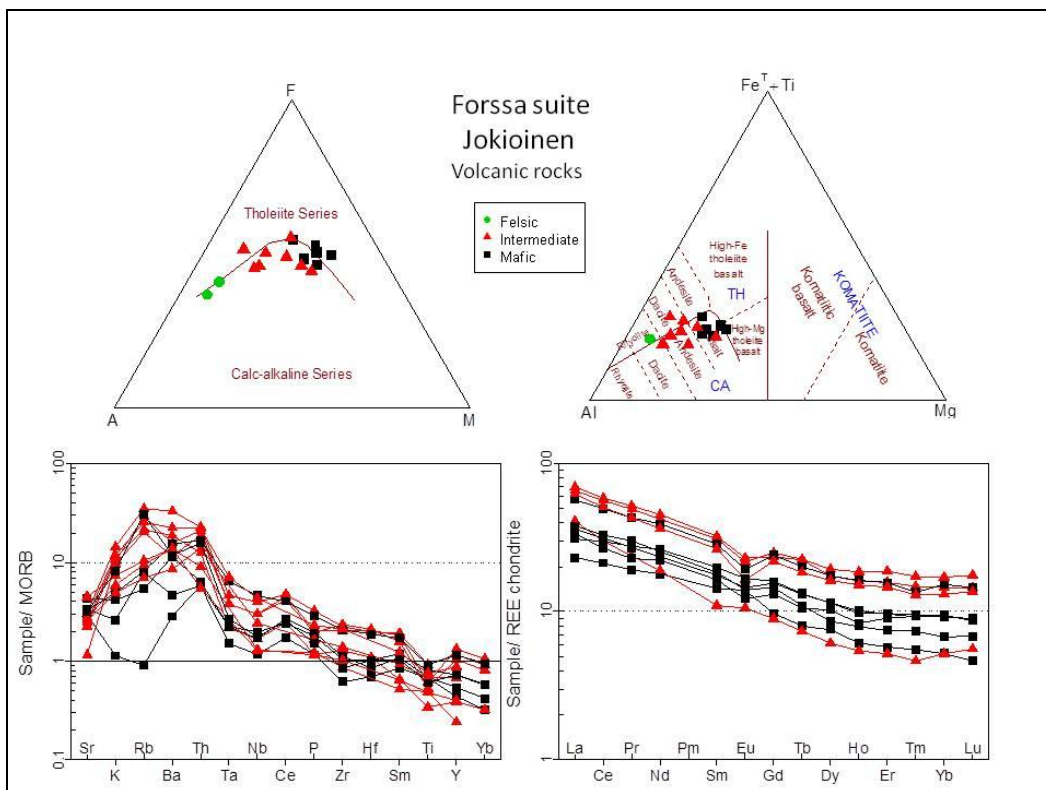 F
Tholeiite Series
Calc-alkaline Series
A
M
Forssa suite
Jokioinen
Volcanic rocks
Felsic
Intermediate
Mafic
Fe^T + Ti
High-Fe
tholeiite
basalt
TH
Andesite
Dacite
Rhyolite
Basalt
High-Mg
tholeiite
basalt
Andesite
Dacite
Rhyolite
CA
Komatiitic
basalt
KOMATIITE
Komatiite
Al
Mg
Sample/ MORB
100
10
1
0.1
Sr Rb Th Nb P Hf Ti Yb
K Ba Ta Ce Zr Sm Y
Sample/ REE chondrite
100
10
1
La Pr Pm Eu Tb Ho Tm Lu
Ce Nd Sm Gd Dy Er Yb